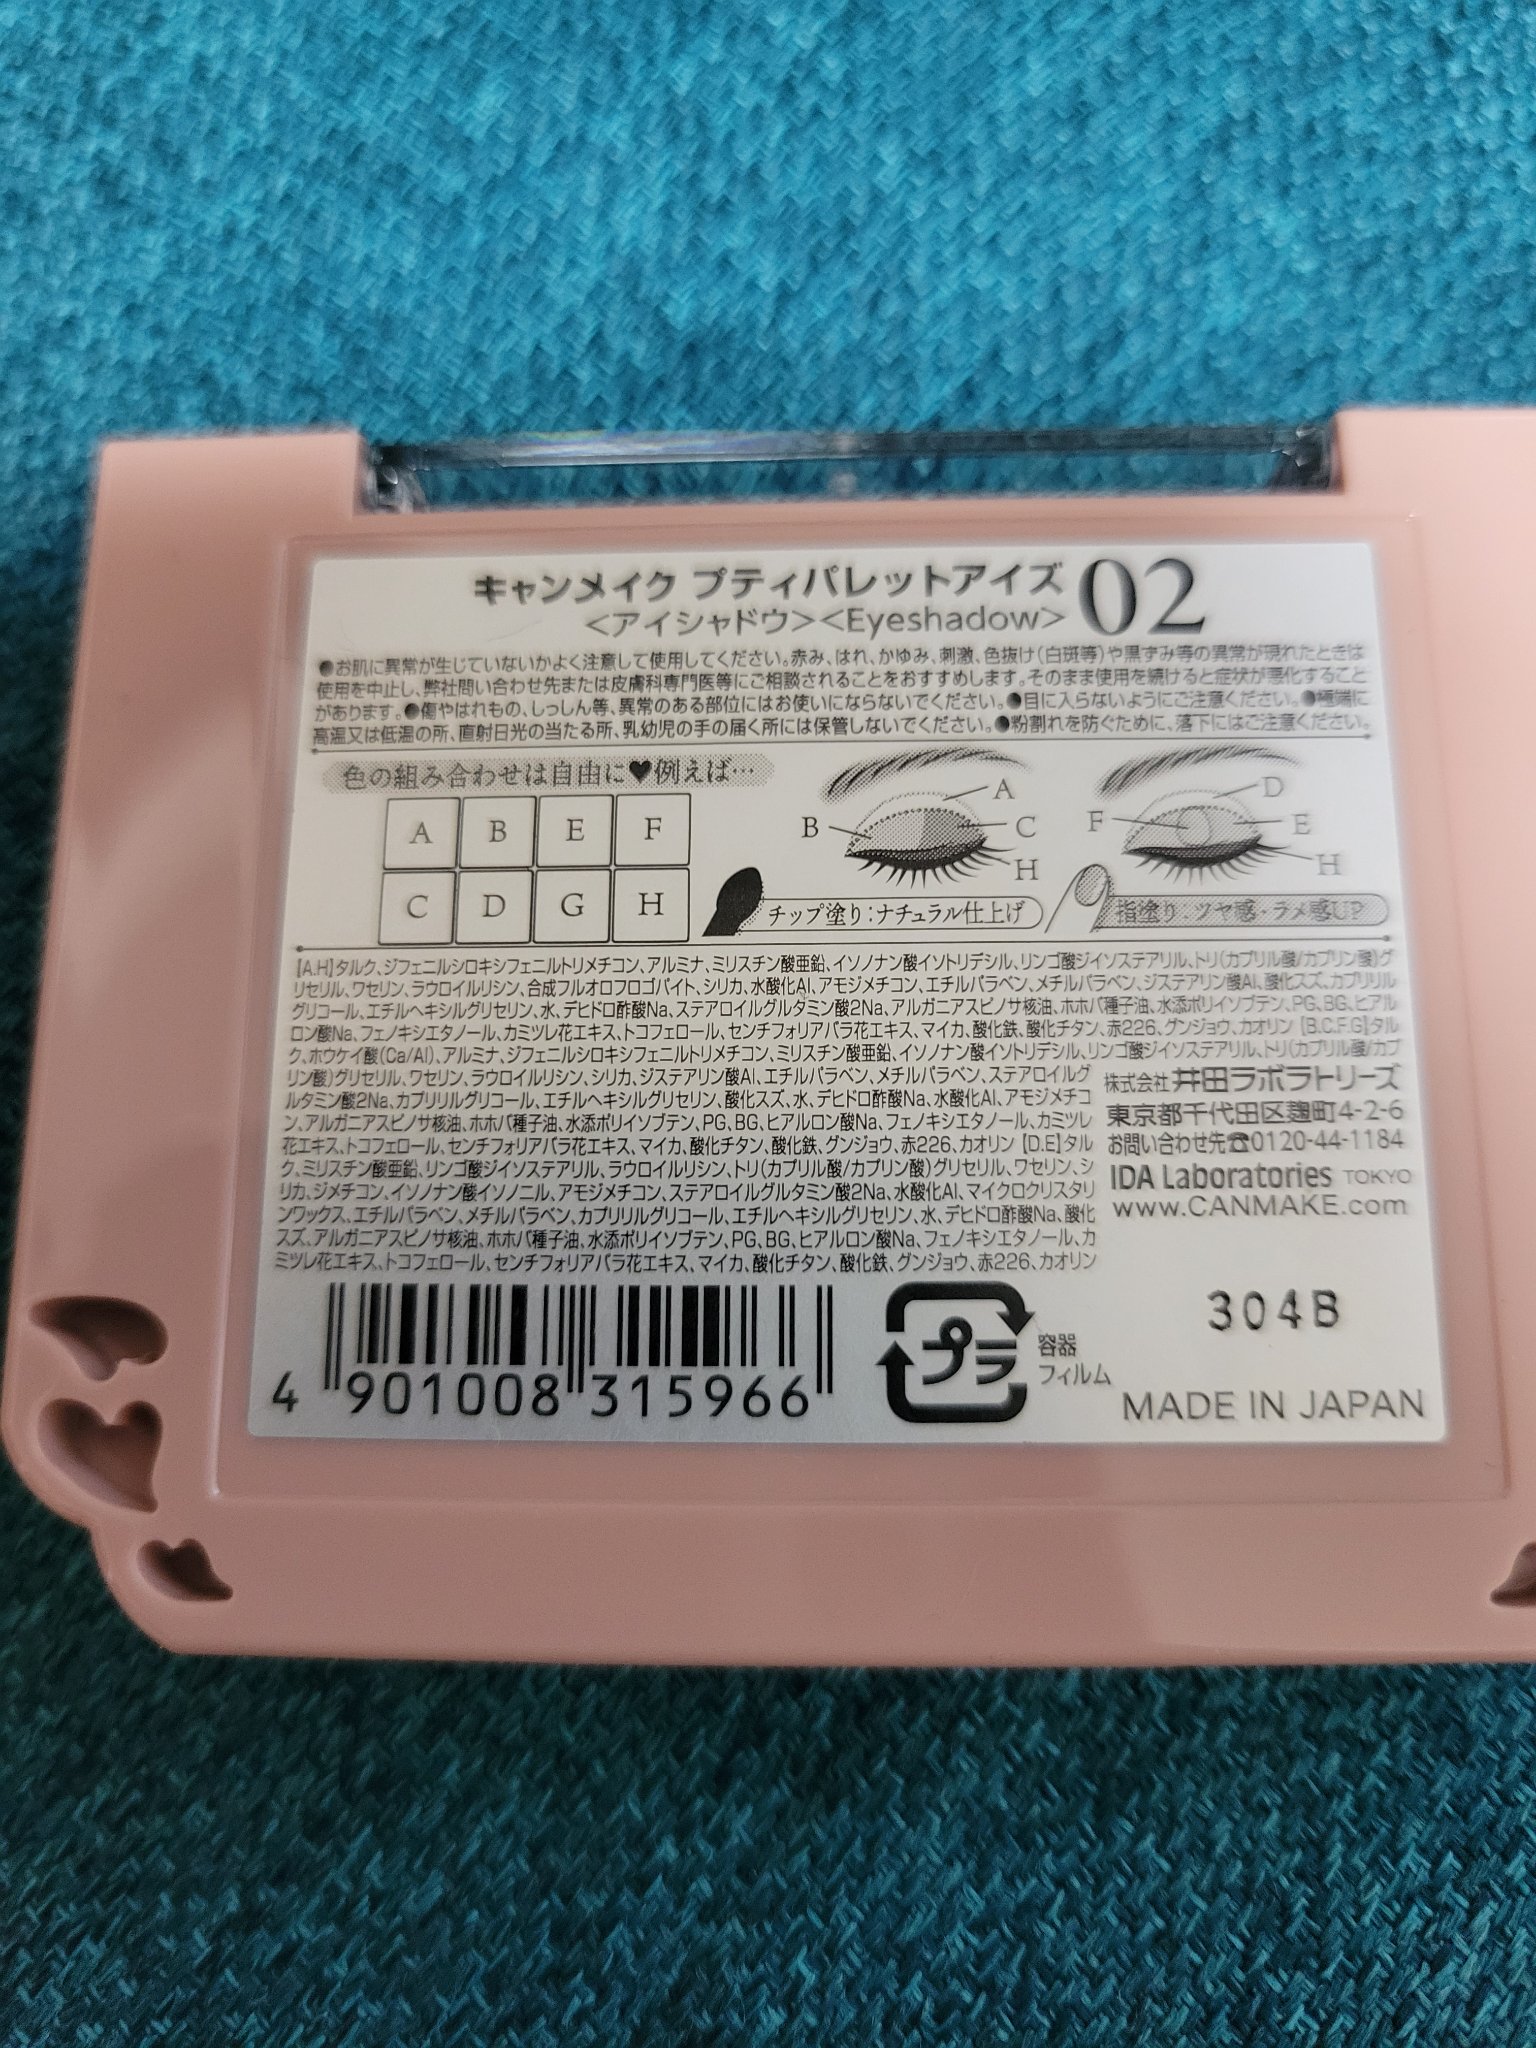 キャンメイク プティパレットアイズ 02
<アイシャドウ><Eyeshadow>
●お肌に異常が生じていないかよく注意して使用してください。赤み、はれ、かゆみ、刺激、色抜け(白斑等)や黒ずみ等の異常が現れたときは
使用を中止し、弊社問い合わせ先または皮膚科専門医等にご相談されることをおすすめします。そのまま使用を続けると症状が悪化すること
があります。●傷やはれもの、しっしん等、異常のある部位にはお使いにならないでください。●目に入らないようにご注意ください。●極端に
高温又は低温の所、直射日光の当たる所、乳幼児の手の届く所には保管しないでください。●粉割れを防ぐために、落下にはご注意ください。
色の組み合わせは自由に♥例えば…
A B E F
C D G H
A
B
C
H
チップ塗り:ナチュラル仕上げ
D
F
E
H
指塗り:ツヤ感・ラメ感UP
[A.H]タルク、ジフェニルシロキシフェニルトリメチコン、アルミナ、ミリスチン酸亜鉛、イソノナン酸イソトリデシル、リンゴ酸ジイソステアリル、トリ(カプリル酸/カプリン酸)グ
リセリル、ワセリン、ラウロイルリシン、合成フルオロフロゴパイト、シリカ、水酸化Al、アモジメチコン、エチルパラベン、メチルパラベン、ジステアリン酸Al、酸化スズ、カプリリル
グリコール、エチルヘキシルグリセリン、水、デヒドロ酢酸Na、ステアロイルグルタミン酸2Na、アルガニアスピノサ核油、ホホバ種子油、水添ポリイソブテン、PG、BG、ヒアル
ロン酸Na、フェノキシエタノール、カミツレ花エキス、トコフェロール、センチフォリアバラ花エキス、マイカ、酸化鉄、酸化チタン、赤226、グンジョウ、カオリン [B.C.F.G]タル
ク、ホウケイ酸(Ca/Al)、アルミナ、ジフェニルシロキシフェニルトリメチコン、ミリスチン酸亜鉛、イソノナン酸イソトリデシル、リンゴ酸ジイソステアリル、トリ(カプリル酸/カプ
リン酸)グリセリル、ワセリン、ラウロイルリシン、シリカ、ジステアリン酸Al、エチルパラベン、メチルパラベン、ステアロイルグ
ルタミン酸2Na、カプリリルグリコール、エチルヘキシルグリセリン、酸化スズ、水、デヒドロ酢酸Na、水酸化Al、アモジメチコ
ン、アルガニアスピノサ核油、ホホバ種子油、水添ポリイソブテン、PG、BG、ヒアルロン酸Na、フェノキシエタノール、カミツレ
花エキス、トコフェロール、センチフォリアバラ花エキス、マイカ、酸化チタン、酸化鉄、グンジョウ、赤226、カオリン [D.E]タル
ク、ミリスチン酸亜鉛、リンゴ酸ジイソステアリル、ラウロイルリシン、トリ(カプリル酸/カプリン酸)グリセリル、ワセリン、シ
リカ、ジメチコン、イソノナン酸イソノニル、アモジメチコン、ステアロイルグルタミン酸2Na、水酸化Al、マイクロクリスタリ
ンワックス、エチルパラベン、メチルパラベン、カプリリルグリコール、エチルヘキシルグリセリン、水、デヒドロ酢酸Na、酸化
スズ、アルガニアスピノサ核油、ホホバ種子油、水添ポリイソブテン、PG、BG、ヒアルロン酸Na、フェノキシエタノール、カ
ミツレ花エキス、トコフェロール、センチフォリアバラ花エキス、マイカ、酸化チタン、酸化鉄、グンジョウ、赤226、カオリン
株式会社 井田ラボラトリーズ
東京都千代田区麹町4-2-6
お問い合わせ先☎0120-44-1184
IDA Laboratories TOKYO
www.CANMAKE.com
4 901008 315966
プラ
容器
フィルム
304B
MADE IN JAPAN